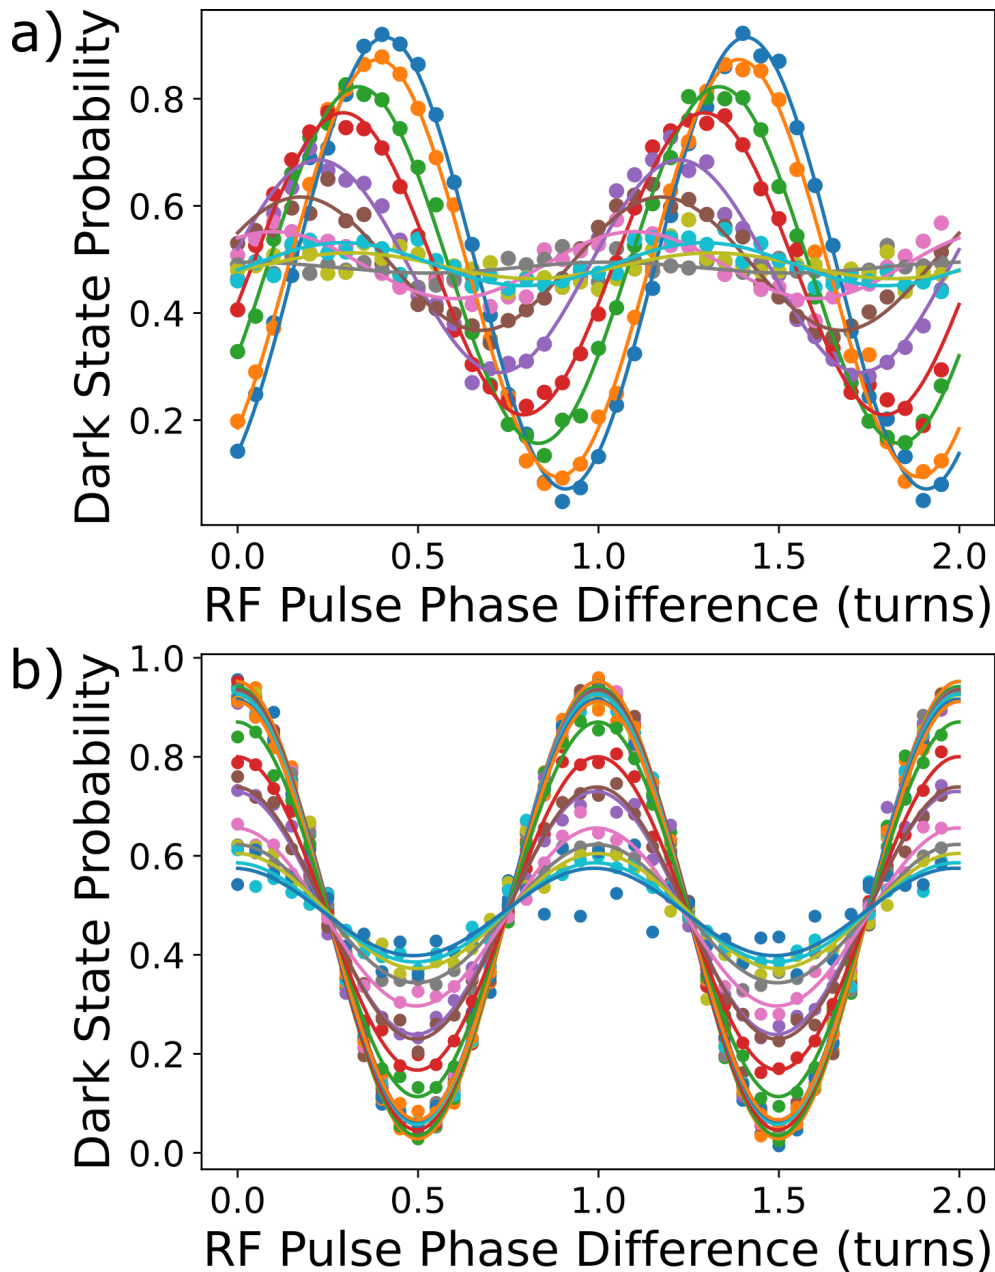 a)
Dark State Probability
0.8
0.6
0.4
0.2
0.0 0.5 1.0 1.5 2.0
RF Pulse Phase Difference (turns)
b)
Dark State Probability
1.0
0.8
0.6
0.4
0.2
0.0
0.0 0.5 1.0 1.5 2.0
RF Pulse Phase Difference (turns)